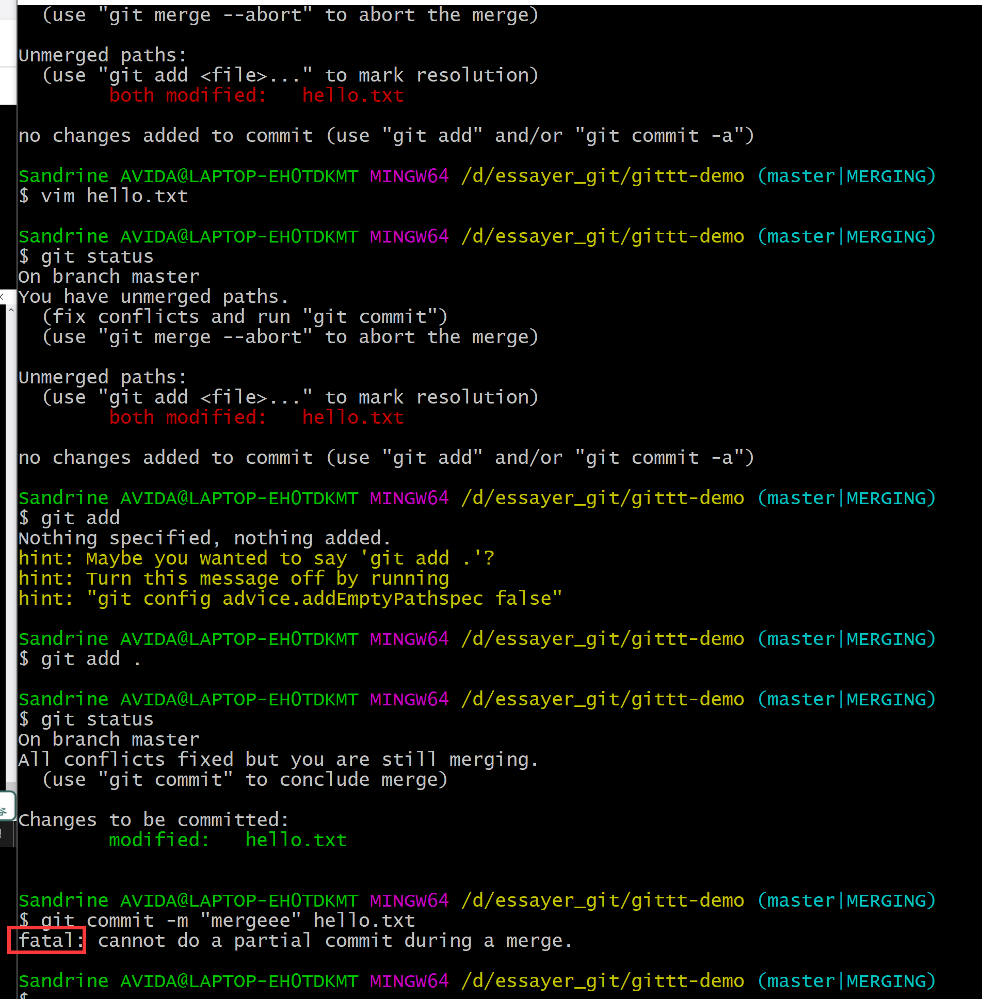 (use "git merge --abort" to abort the merge)
Unmerged paths:
(use "git add <file>..." to mark resolution)
both modified:   hello.txt
no changes added to commit (use "git add" and/or "git commit -a")
Sandrine AVIDA@LAPTOP-EH0TDKMT MINGW64 /d/essayer_git/gittt-demo (master|MERGING)
$ vim hello.txt
Sandrine AVIDA@LAPTOP-EH0TDKMT MINGW64 /d/essayer_git/gittt-demo (master|MERGING)
$ git status
On branch master
You have unmerged paths.
(fix conflicts and run "git commit")
(use "git merge --abort" to abort the merge)
Unmerged paths:
(use "git add <file>..." to mark resolution)
both modified:   hello.txt
no changes added to commit (use "git add" and/or "git commit -a")
Sandrine AVIDA@LAPTOP-EH0TDKMT MINGW64 /d/essayer_git/gittt-demo (master|MERGING)
$ git add
Nothing specified, nothing added.
hint: Maybe you wanted to say 'git add .'?
hint: Turn this message off by running
hint: "git config advice.addEmptyPathspec false"
Sandrine AVIDA@LAPTOP-EH0TDKMT MINGW64 /d/essayer_git/gittt-demo (master|MERGING)
$ git add .
Sandrine AVIDA@LAPTOP-EH0TDKMT MINGW64 /d/essayer_git/gittt-demo (master|MERGING)
$ git status
On branch master
All conflicts fixed but you are still merging.
(use "git commit" to conclude merge)
Changes to be committed:
modified:   hello.txt
Sandrine AVIDA@LAPTOP-EH0TDKMT MINGW64 /d/essayer_git/gittt-demo (master|MERGING)
$ git commit -m "mergeee" hello.txt
fatal: cannot do a partial commit during a merge.
Sandrine AVIDA@LAPTOP-EH0TDKMT MINGW64 /d/essayer_git/gittt-demo (master|MERGING)
$